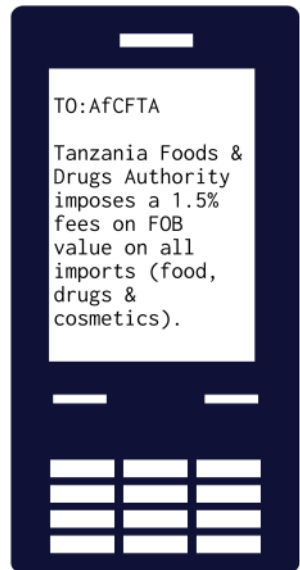 TO:AfCFTA
Tanzania Foods &
Drugs Authority
imposes a 1.5%
fees on FOB
value on all
imports (food,
drugs &
cosmetics).